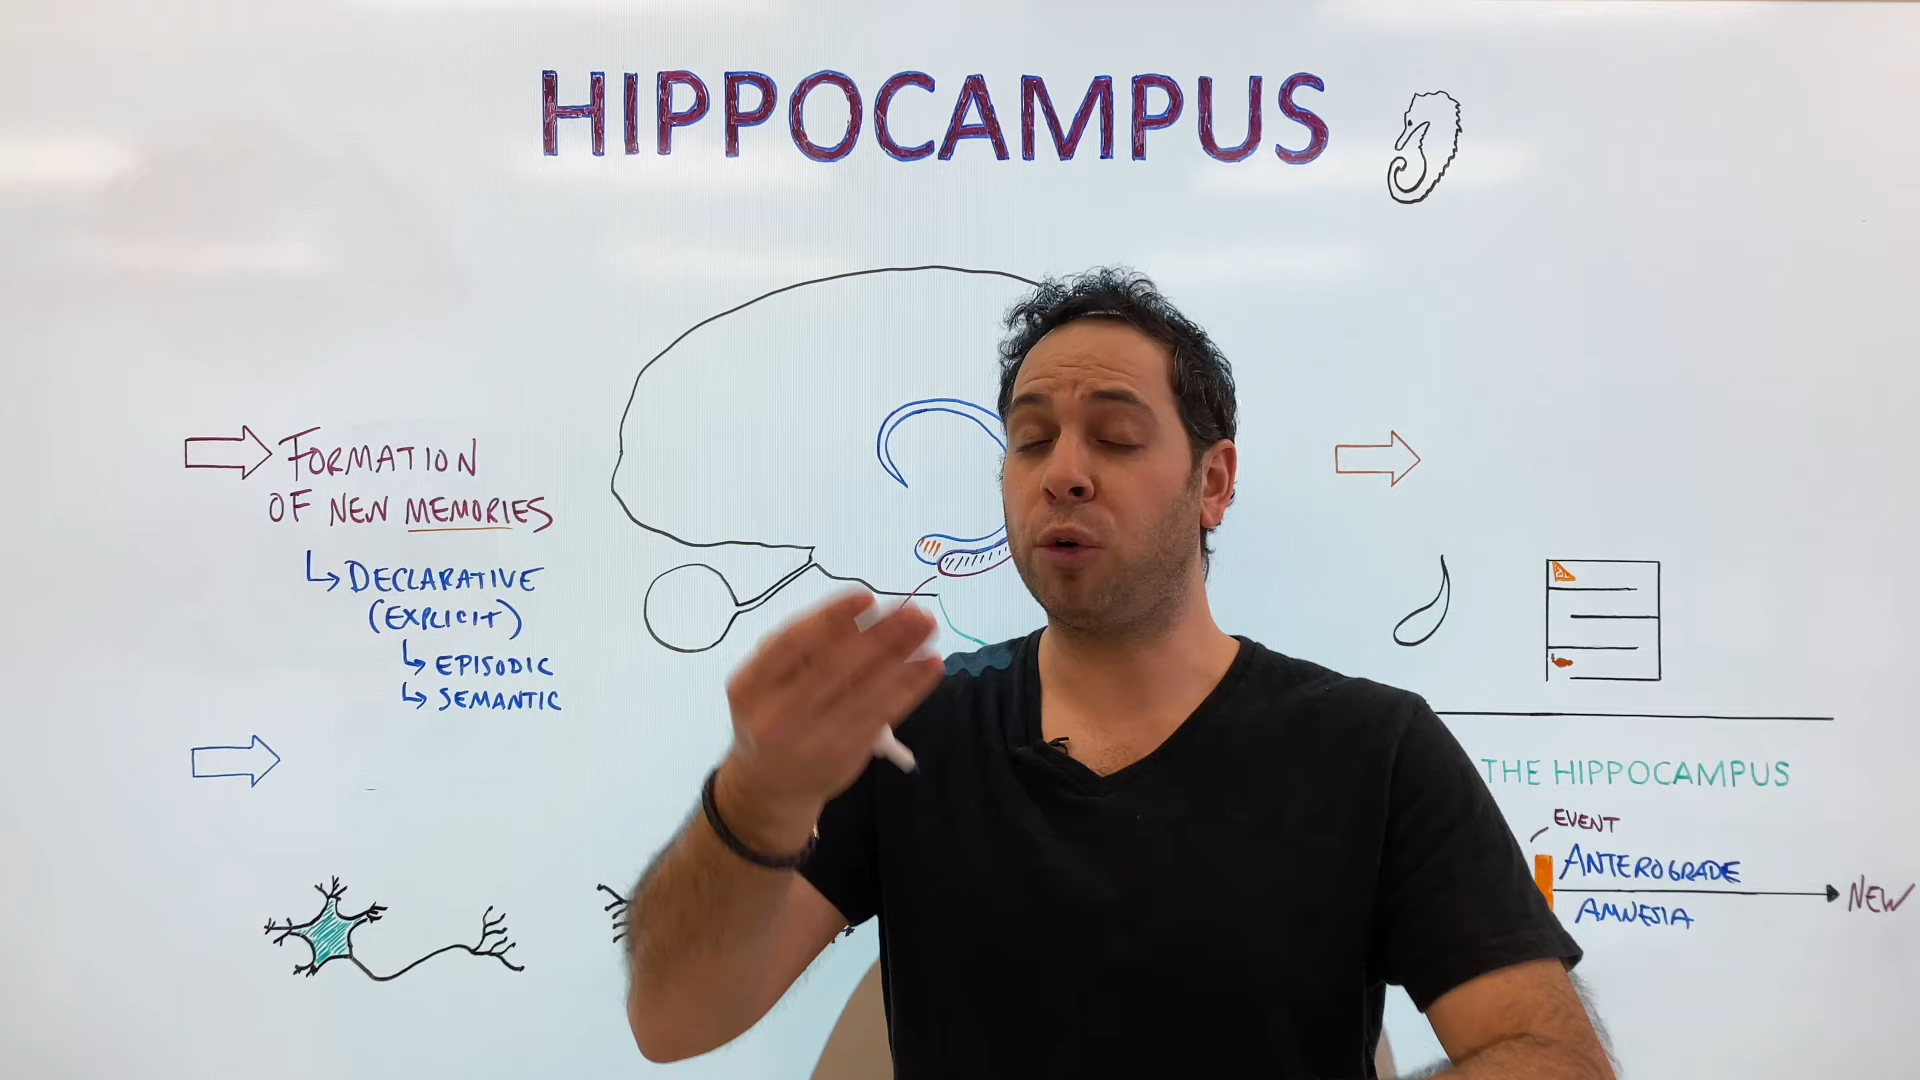 HIPPOCAMPUS
FORMATION
OF NEW MEMORIES
DECLARATIVE
(EXPLICIT)
EPISODIC
SEMANTIC
THE HIPPOCAMPUS
EVENT
ANTEROGRADE
AMNESIA
NEW